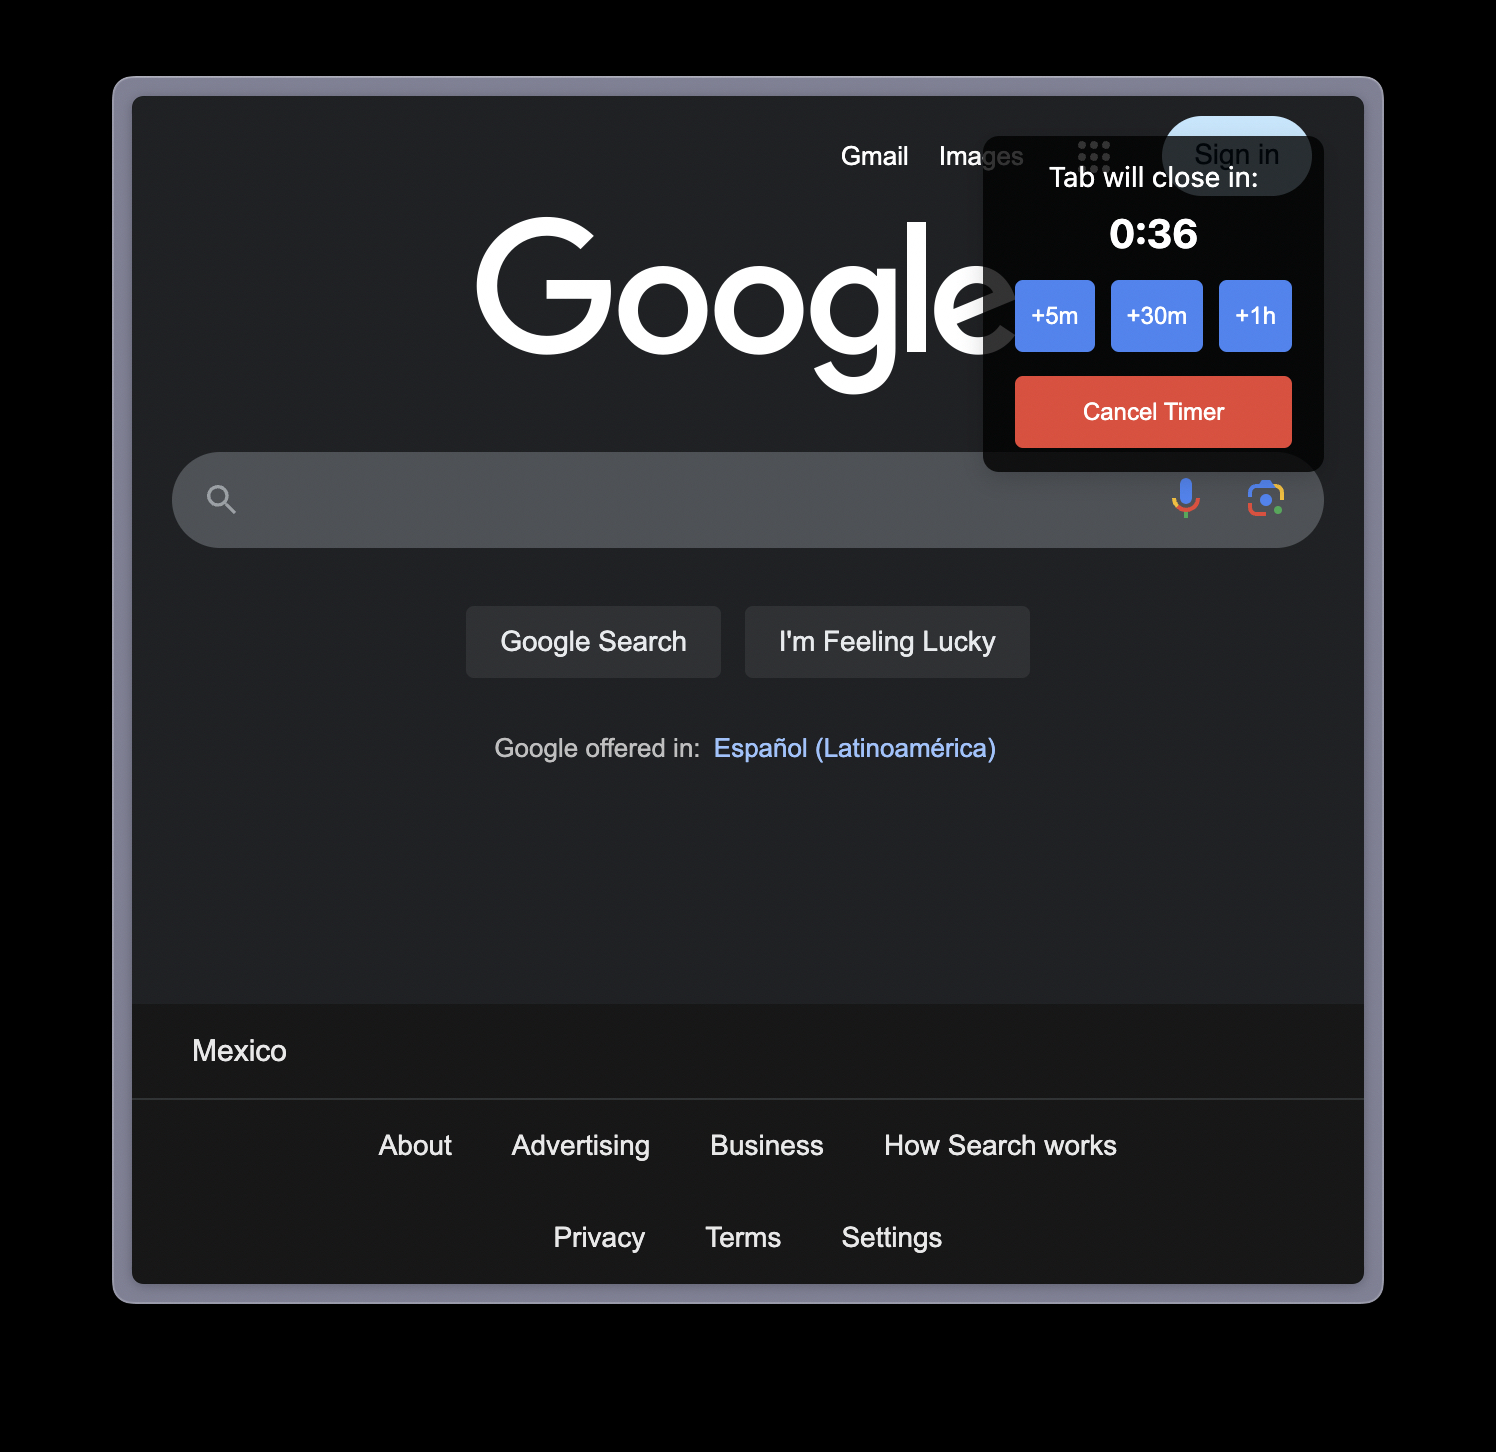 Gmail Images Sign in
Tab will close in:
0:36
Google
+5m +30m +1h
Cancel Timer
Google Search I'm Feeling Lucky
Google offered in: Español (Latinoamérica)
Mexico
About Advertising Business How Search works
Privacy Terms Settings